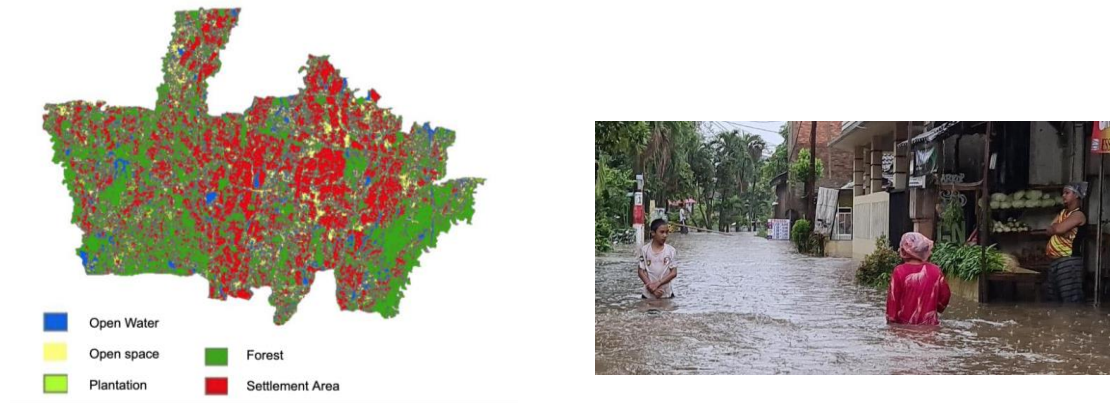 Open Water
Open space
Plantation
Forest
Settlement Area